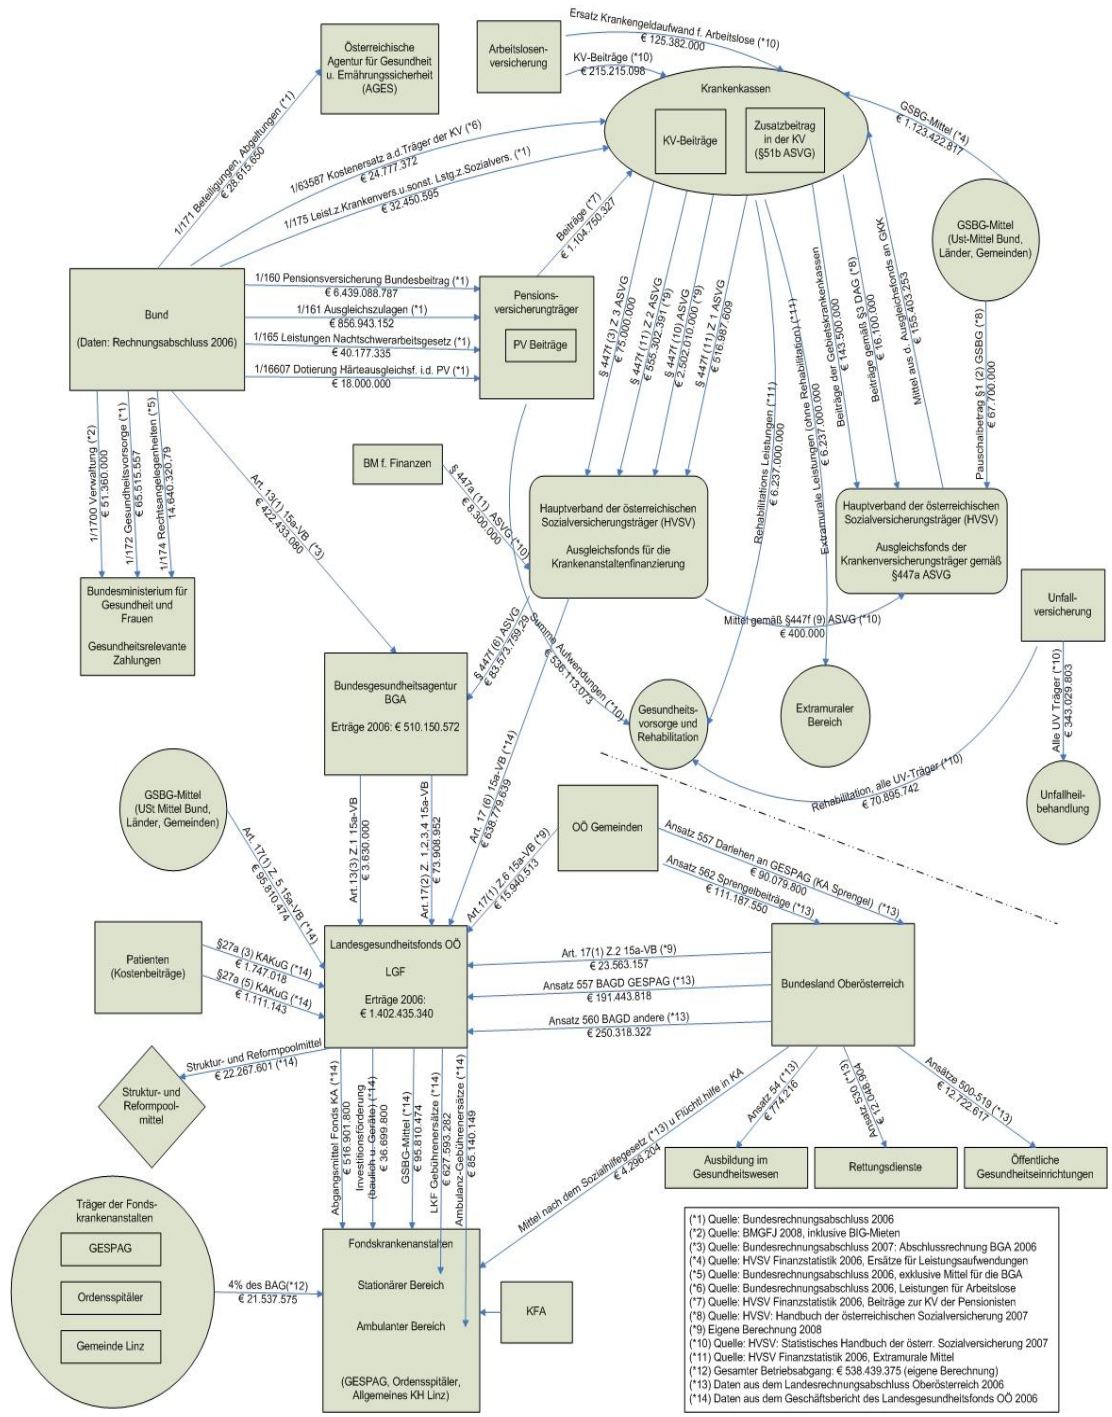 Österreichische
Agentur für Gesundheit
u. Ernährungssicherheit
(AGES)
Arbeitslosen-
versicherung
Ersatz Krankengeldaufwand f. Arbeitslose (*10)
€ 125.382.000
KV-Beiträge (*10)
€ 215.215.098
Krankenkassen
KV-Beiträge
Zusatzbeitrag
in der KV
(§51b ASVG)
GSBG-Mittel (*4)
€ 1.123.422.817
1/171 Beteiligungen, Abgeltungen (*1)
€ 28.615.650
1/63587 Kostenersatz a.d.Träger der KV (*6)
€ 24.777.372
1/175 Leist.z.Krankenvers.u.sonst. Lstg.z.Sozialvers. (*1)
€ 32.450.595
Beiträge (*7)
€ 1.104.750.327
GSBG-Mittel
(Ust-Mittel Bund,
Länder, Gemeinden)
Bund
(Daten: Rechnungsabschluss 2006)
1/160 Pensionsversicherung Bundesbeitrag (*1)
€ 6.439.088.787
1/161 Ausgleichszulagen (*1)
€ 856.943.152
1/165 Leistungen Nachtschwerarbeitsgesetz (*1)
€ 40.177.335
1/16607 Dotierung Härteausgleichsf. i.d. PV (*1)
€ 18.000.000
Pensions-
versicherungträger
PV Beiträge
§ 447f (3) Z 3 ASVG
€ 75.000.000
§ 447f (11) Z 2 ASVG
€ 555.302.391 (*9)
§ 447f (10) ASVG
€ 2.502.010.000 (*9)
§ 447f (11) Z 1 ASVG
€ 516.987.609
Rehabilitations Leistungen (*11)
€ 6.237.000.000
Extramurale Leistungen (ohne Rehabilitation) (*11)
€ 6.237.000.000
Beiträge der Gebietskrankenkassen
€ 143.500.000
Beiträge gemäß §3 DAG (*8)
€ 16.100.000
Mittel aus d. Ausgleichsfonds an GKK
€ 155.403.253
Pauschalbetrag §1 (2) GSBG (*8)
€ 67.700.000
1/1700 Verwaltung (*2)
€ 51.360.000
1/172 Gesundheitsvorsorge (*1)
€ 65.515.557
1/174 Rechtsangelegenheiten (*5)
14.640.320,79
Art. 13(1) 15a-VB (*3)
€ 422.433.080
BM f. Finanzen
§ 447a (11) ASVG (*10)
€ 8.300.000
Hauptverband der österreichischen
Sozialversicherungsträger (HVSV)
Ausgleichsfonds für die
Krankenanstaltenfinanzierung
Hauptverband der österreichischen
Sozialversicherungsträger (HVSV)
Ausgleichsfonds der
Krankenversicherungsträger gemäß
§447a ASVG
Bundesministerium für
Gesundheit und
Frauen
Gesundheitsrelevante
Zahlungen
Unfall-
versicherung
Mittel gemäß §447f (9) ASVG (*10)
€ 400.000
§ 447f (6) ASVG
€ 83.573.759,29
Summe Aufwendungen (*10)
€ 536.113.073
Bundesgesundheitsagentur
BGA
Erträge 2006: € 510.150.572
Gesundheits-
vorsorge und
Rehabilitation
Extramuraler
Bereich
Alle UV Träger (*10)
€ 343.029.803
Rehabilitation, alle UV-Träger (*10)
€ 70.895.742
Unfallheil-
behandlung
GSBG-Mittel
(USt Mittel Bund,
Länder, Gemeinden)
Art. 17(1) Z. 5 15a-VB (*14)
€ 95.810.474
Art.13(3) Z.1 15a-VB
€ 3.630.000
Art.17(2) Z. 1,2,3,4 15a-VB
€ 73.908.952
Art. 17 (6) 15a-VB (*14)
€ 638.779.639
Art.17(1) Z.6 15a-VB (*9)
€ 15.940.513
OÖ Gemeinden
Ansatz 557 Darlehen an GESPAG (KA Sprengel) (*13)
€ 90.079.800
Ansatz 562 Sprengelbeiträge (*13)
€ 111.187.550
Patienten
(Kostenbeiträge)
§27a (3) KAKuG (*14)
€ 1.747.018
§27a (5) KAKuG (*14)
€ 1.111.143
Landesgesundheitsfonds OÖ
LGF
Erträge 2006:
€ 1.402.435.340
Art. 17(1) Z.2 15a-VB (*9)
€ 23.563.157
Ansatz 557 BAGD GESPAG (*13)
€ 191.443.818
Ansatz 560 BAGD andere (*13)
€ 250.318.322
Bundesland Oberösterreich
Struktur- und Reformpoolmittel
€ 22.267.601 (*14)
Struktur- und
Reformpool-
mittel
Abgangsmittel Fonds KA (*14)
€ 516.901.800
Investitionsförderung
(baulich u. Geräte) (*14)
€ 36.699.800
GSBG-Mittel (*14)
€ 95.810.474
LKF Gebührenersätze (*14)
€ 627.593.282
Ambulanz-Gebührenersätze (*14)
€ 85.140.149
Mittel nach dem Sozialhilfegesetz (*13) u Flüchtl.hilfe in KA
€ 4.296.204
Ansatz 54 (*13)
€ 774.216
Ansatz 530 (*13)
€ 12.046.904
Ansätze 500-519 (*13)
€ 12.722.617
Ausbildung im
Gesundheitswesen
Rettungsdienste
Öffentliche
Gesundheitseinrichtungen
Träger der Fonds-
krankenanstalten
GESPAG
Ordensspitäler
Gemeinde Linz
4% des BAG(*12)
€ 21.537.575
Fondskrankenanstalten
Stationärer Bereich
Ambulanter Bereich
(GESPAG, Ordensspitäler,
Allgemeines KH Linz)
KFA
(*1) Quelle: Bundesrechnungsabschluss 2006
(*2) Quelle: BMGFJ 2008, inklusive BIG-Mieten
(*3) Quelle: Bundesrechnungsabschluss 2007: Abschlussrechnung BGA 2006
(*4) Quelle: HVSV Finanzstatistik 2006, Ersätze für Leistungsaufwendungen
(*5) Quelle: Bundesrechnungsabschluss 2006, exklusive Mittel für die BGA
(*6) Quelle: Bundesrechnungsabschluss 2006, Leistungen für Arbeitslose
(*7) Quelle: HVSV Finanzstatistik 2006, Beiträge zur KV der Pensionisten
(*8) Quelle: HVSV: Handbuch der österreichischen Sozialversicherung 2007
(*9) Eigene Berechnung 2008
(*10) Quelle: HVSV: Statistisches Handbuch der österr. Sozialversicherung 2007
(*11) Quelle: HVSV Finanzstatistik 2006, Extramurale Mittel
(*12) Gesamter Betriebsabgang: € 538.439.375 (eigene Berechnung)
(*13) Daten aus dem Landesrechnungsabschluss Oberösterreich 2006
(*14) Daten aus dem Geschäftsbericht des Landesgesundheitsfonds OÖ 2006